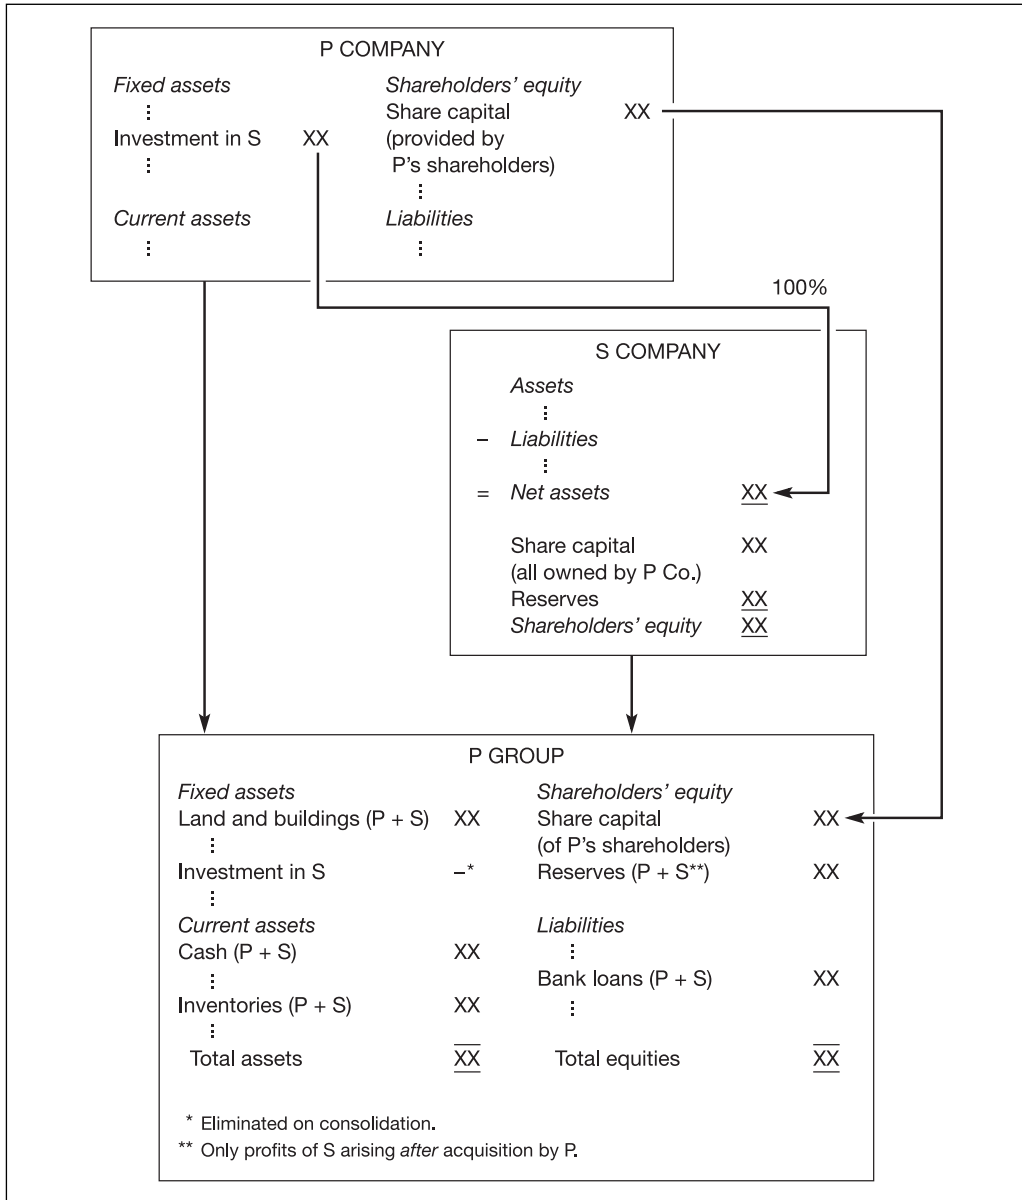 P COMPANY
Fixed assets
Investment in S XX
Current assets
Shareholders' equity
Share capital XX
(provided by
P's shareholders)
Liabilities
100%
S COMPANY
Assets
– Liabilities
= Net assets XX
Share capital XX
(all owned by P Co.)
Reserves XX
Shareholders' equity XX
P GROUP
Fixed assets
Land and buildings (P + S) XX
Investment in S –*
Current assets
Cash (P + S) XX
Inventories (P + S) XX
Total assets XX
Shareholders' equity
Share capital XX
(of P's shareholders)
Reserves (P + S**) XX
Liabilities
Bank loans (P + S) XX
Total equities XX
* Eliminated on consolidation.
** Only profits of S arising after acquisition by P.